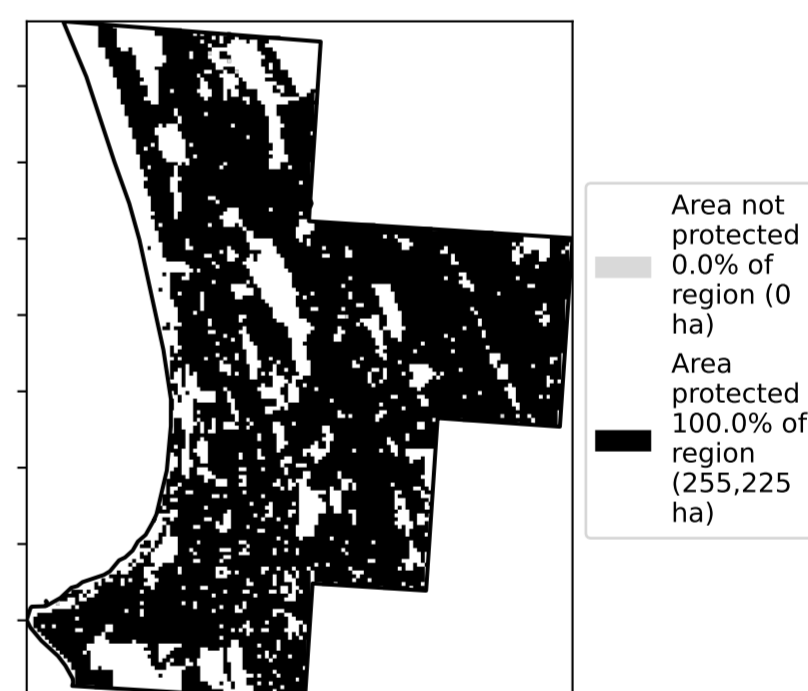 Area not
protected
0.0% of
region (0
ha)
Area
protected
100.0% of
region
(255,225
ha)